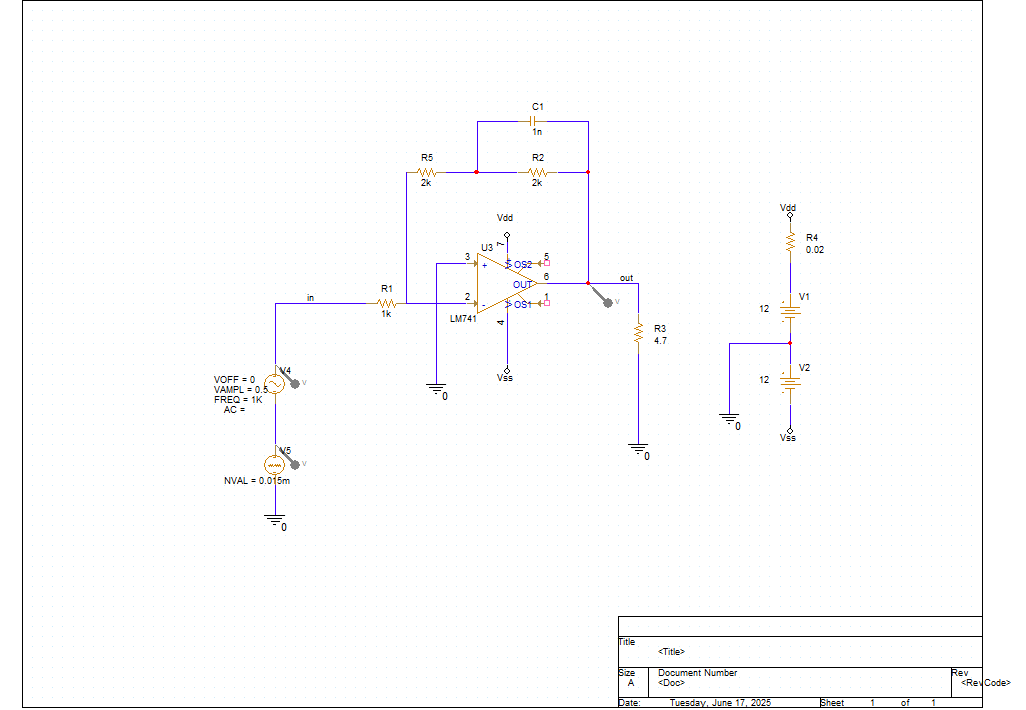 C1
1n
R5
R2
2k
2k
Vdd
Vdd
7
R4
0.02
U3
3
+
OS2
5
6
OUT
out
V
in
R1
1k
2
-
OS1
1
LM741
4
V1
12
R3
4.7
Vss
V4
V
VOFF = 0
VAMPL = 0.5
FREQ = 1K
AC =
0
V2
12
0
Vss
V5
V
0
NVAL = 0.015m
0
Title
<Title>
Size
A
Document Number
<Doc>
Rev
<RevCode>
Date:
Tuesday, June 17, 2025
Sheet
1
of
1